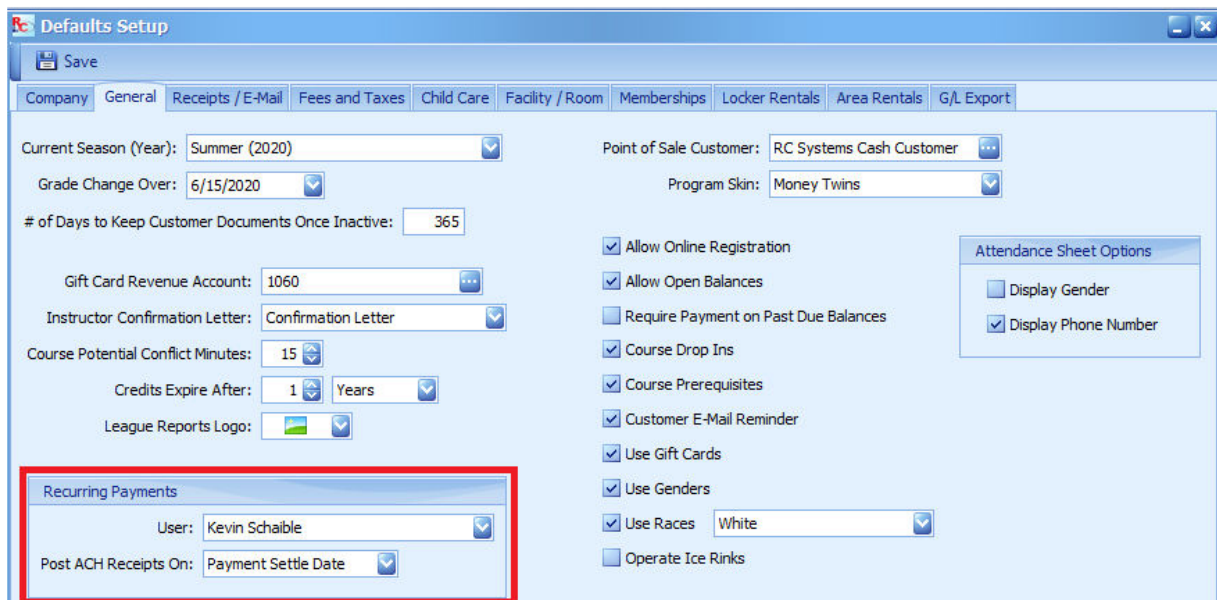 Rc Defaults Setup
Save
Company General Receipts / E-Mail Fees and Taxes Child Care Facility / Room Memberships Locker Rentals Area Rentals G/L Export
Current Season (Year): Summer (2020)
Grade Change Over: 6/15/2020
# of Days to Keep Customer Documents Once Inactive: 365
Gift Card Revenue Account: 1060
Instructor Confirmation Letter: Confirmation Letter
Course Potential Conflict Minutes: 15
Credits Expire After: 1 Years
League Reports Logo:
Recurring Payments
User: Kevin Schaible
Post ACH Receipts On: Payment Settle Date
Point of Sale Customer: RC Systems Cash Customer
Program Skin: Money Twins
Allow Online Registration
Allow Open Balances
Require Payment on Past Due Balances
Course Drop Ins
Course Prerequisites
Customer E-Mail Reminder
Use Gift Cards
Use Genders
Use Races White
Operate Ice Rinks
Attendance Sheet Options
Display Gender
Display Phone Number